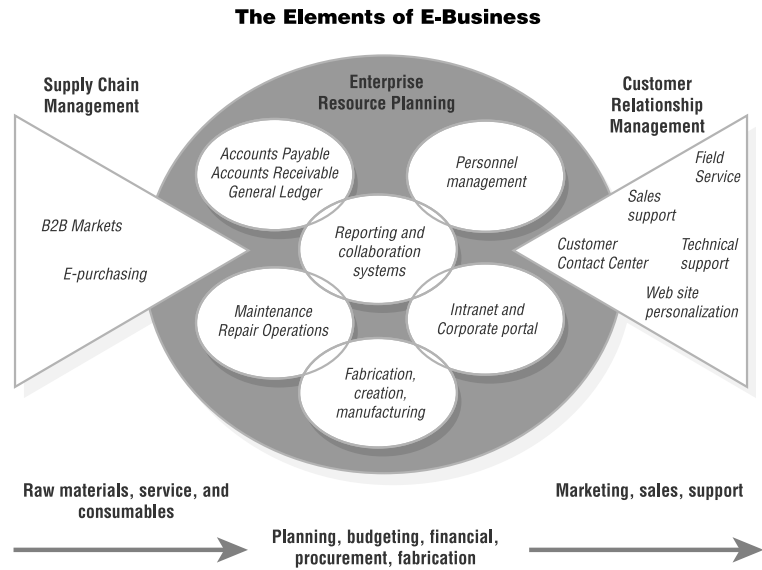 The Elements of E-Business
Supply Chain
Management
Enterprise
Resource Planning
Customer
Relationship
Management
Accounts Payable
Accounts Receivable
General Ledger
Personnel
management
Reporting and
collaboration
systems
Maintenance
Repair Operations
Intranet and
Corporate portal
Fabrication,
creation,
manufacturing
B2B Markets
E-purchasing
Field
Service
Sales
support
Customer
Contact Center
Technical
support
Web site
personalization
Raw materials, service, and
consumables
Planning, budgeting, financial,
procurement, fabrication
Marketing, sales, support